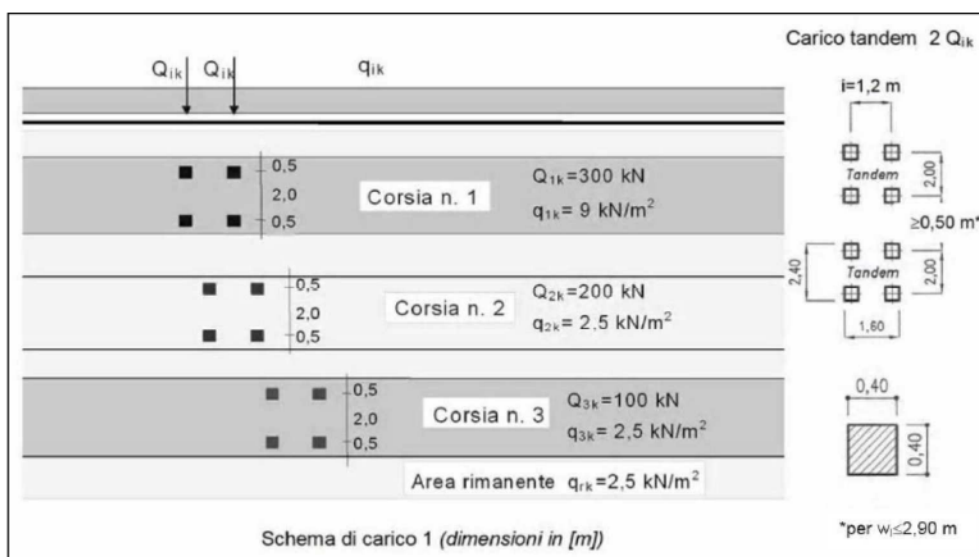 Carico tandem 2 Qik
Qik Qik qik
i=1,2 m
0,5
2,0
0,5
Corsia n. 1
Q1k=300 kN
q1k= 9 kN/m²
Tandem
2,00
≥0,50 m*
0,5
2,0
0,5
Corsia n. 2
Q2k=200 kN
q2k= 2.5 kN/m²
2,40
Tandem
2,00
1,60
0,5
2,0
0,5
Corsia n. 3
Q3k=100 kN
q3k= 2,5 kN/m²
0,40
0,40
Area rimanente qrk=2,5 kN/m²
Schema di carico 1 (dimensioni in [m])
*per wl≤2,90 m